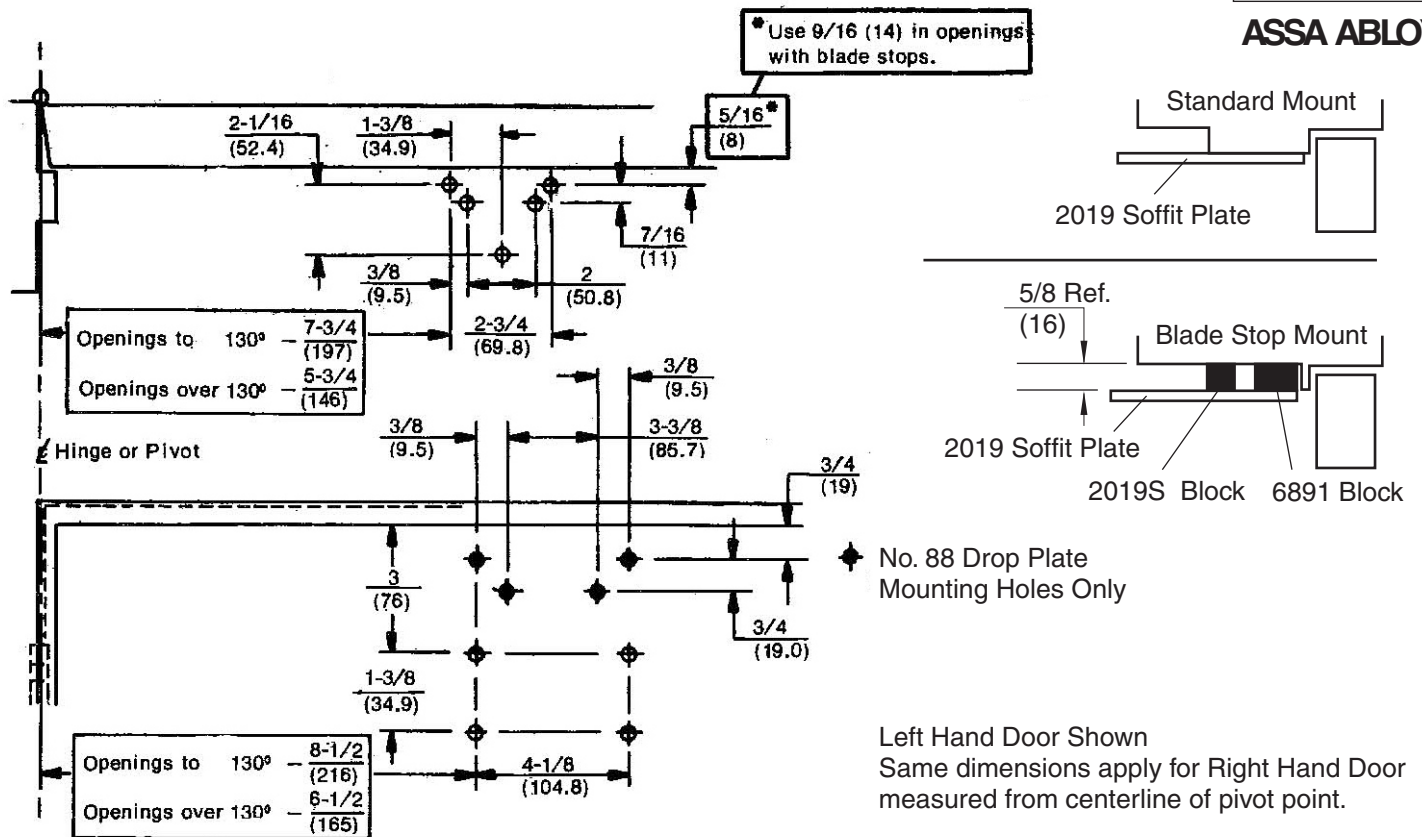 * Use 9/16 (14) in openings
with blade stops.
ASSA ABLO
5/16 *
(8)
2-1/16
(52.4)
1-3/8
(34.9)
7/16
(11)
3/8
(9.5)
2
(50.8)
2-3/4
(69.8)
Openings to 130° - 7-3/4
(197)
Openings over 130° - 5-3/4
(146)
Standard Mount
2019 Soffit Plate
5/8 Ref.
(16)
Blade Stop Mount
2019 Soffit Plate
2019S Block 6891 Block
℄ Hinge or Pivot
3/8
(9.5)
3/8
(9.5)
3-3/8
(85.7)
3/4
(19)
No. 88 Drop Plate
Mounting Holes Only
3
(76)
3/4
(19.0)
1-3/8
(34.9)
4-1/8
(104.8)
Openings to 130° - 8-1/2
(216)
Openings over 130° - 6-1/2
(165)
Left Hand Door Shown
Same dimensions apply for Right Hand Door
measured from centerline of pivot point.